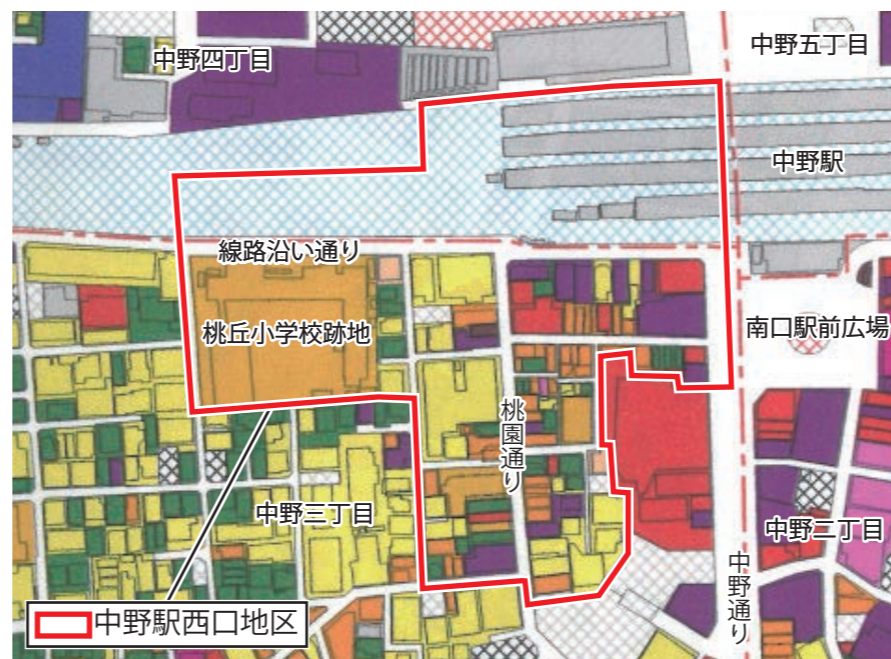 中野四丁目
中野五丁目
中野駅
線路沿い通り
桃丘小学校跡地
南口駅前広場
桃園通り
中野三丁目
中野二丁目
中野通り
中野駅西口地区